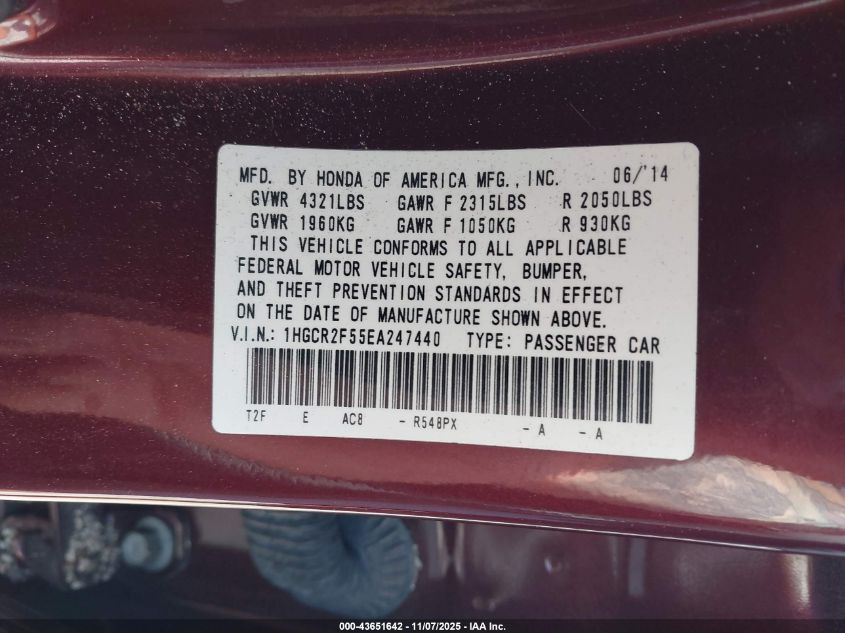 MFD. BY HONDA OF AMERICA MFG., INC. 06/'14
GVWR 4321LBS GAWR F 2315LBS R 2050LBS
GVWR 1960KG GAWR F 1050KG R 930KG
THIS VEHICLE CONFORMS TO ALL APPLICABLE
FEDERAL MOTOR VEHICLE SAFETY, BUMPER,
AND THEFT PREVENTION STANDARDS IN EFFECT
ON THE DATE OF MANUFACTURE SHOWN ABOVE.
V.I.N.: 1HGCR2F55EA247440 TYPE: PASSENGER CAR
T2F E AC8 - R548PX - A - A
000-43651642 - 11/07/2025 - IAA Inc.